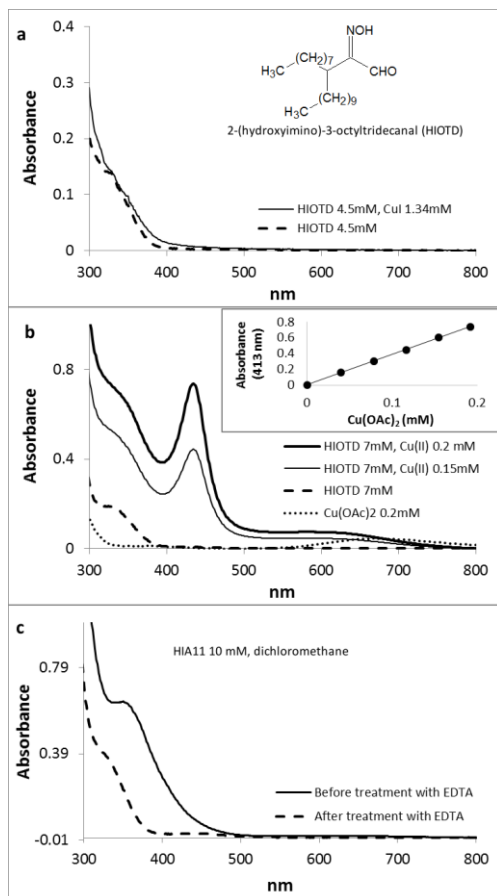 a
0.4
0.3
0.2
0.1
0
Absorbance
NOH
(CH2)7
H3C
CHO
(CH2)9
H3C
2-(hydroxyimino)-3-octyltridecanal (HIOTD)
HIOTD 4.5mM, CuI 1.34mM
HIOTD 4.5mM
300 400 500 600 700 800
nm
b
0.8
0.4
0
Absorbance
Absorbance
(413 nm)
0.8
0.6
0.4
0.2
0
0 0.1 0.2
Cu(OAc)2 (mM)
HIOTD 7mM, Cu(II) 0.2 mM
HIOTD 7mM, Cu(II) 0.15mM
HIOTD 7mM
Cu(OAc)2 0.2mM
300 400 500 600 700 800
nm
c
HIA11 10 mM, dichloromethane
0.79
0.39
-0.01
Absorbance
Before treatment with EDTA
After treatment with EDTA
300 400 500 600 700 800
nm